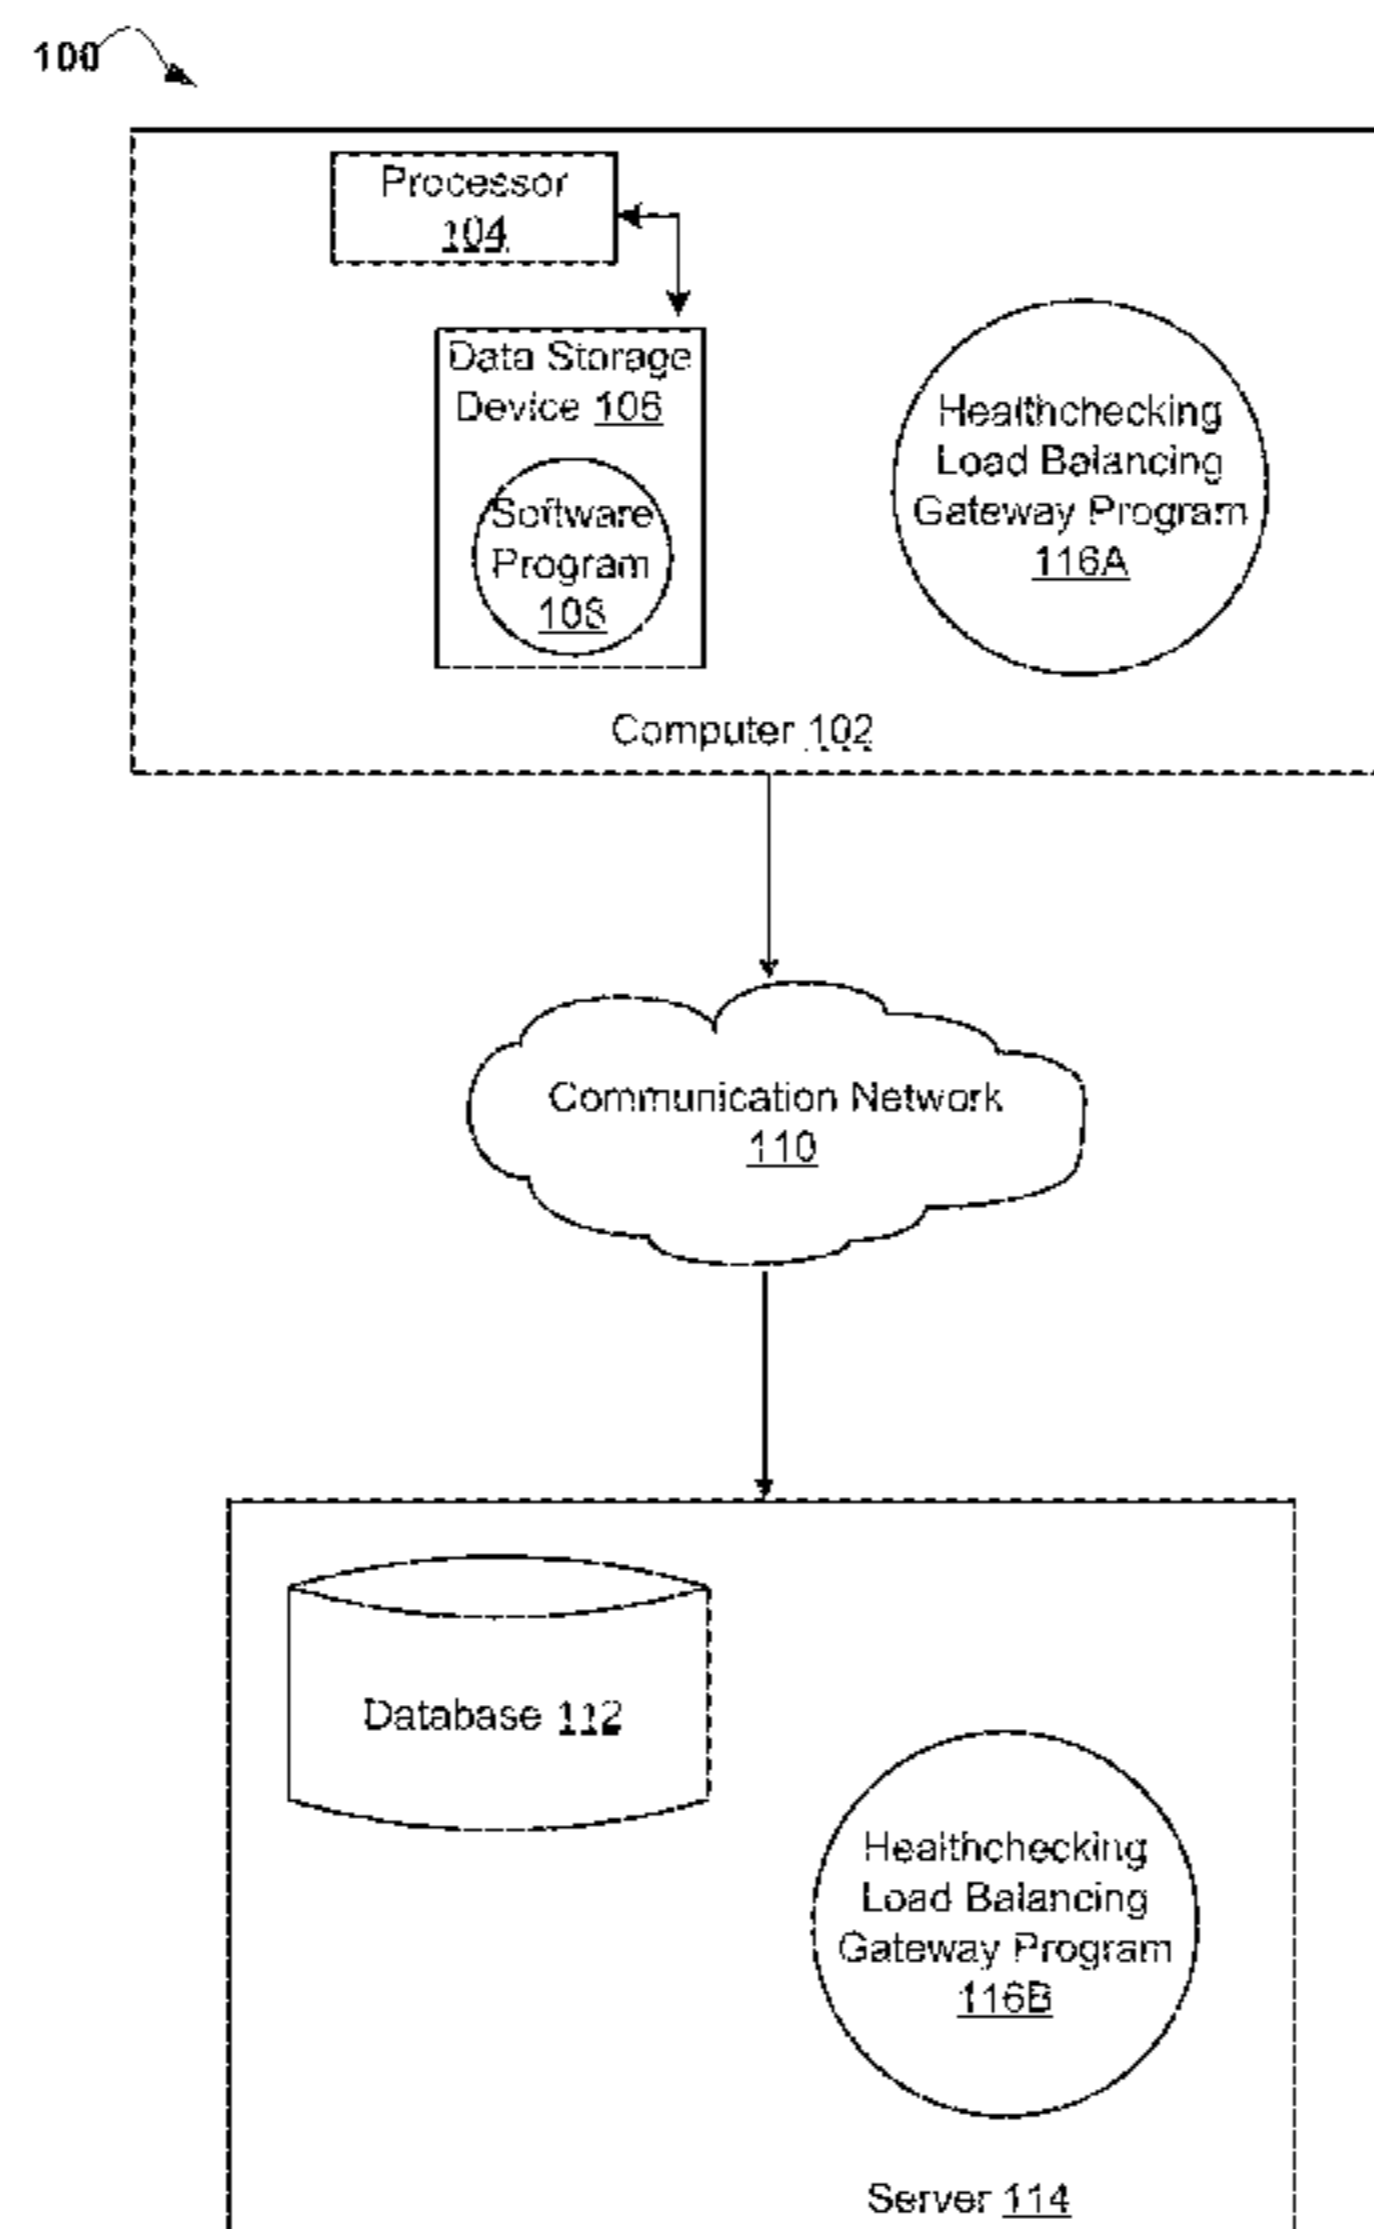 100
Processor
104
Data Storage
Device 106
Software
Program
108
Healthchecking
Load Balancing
Gateway Program
116A
Computer 102
Communication Network
110
Database 112
Healthchecking
Load Balancing
Gateway Program
116B
Server 114